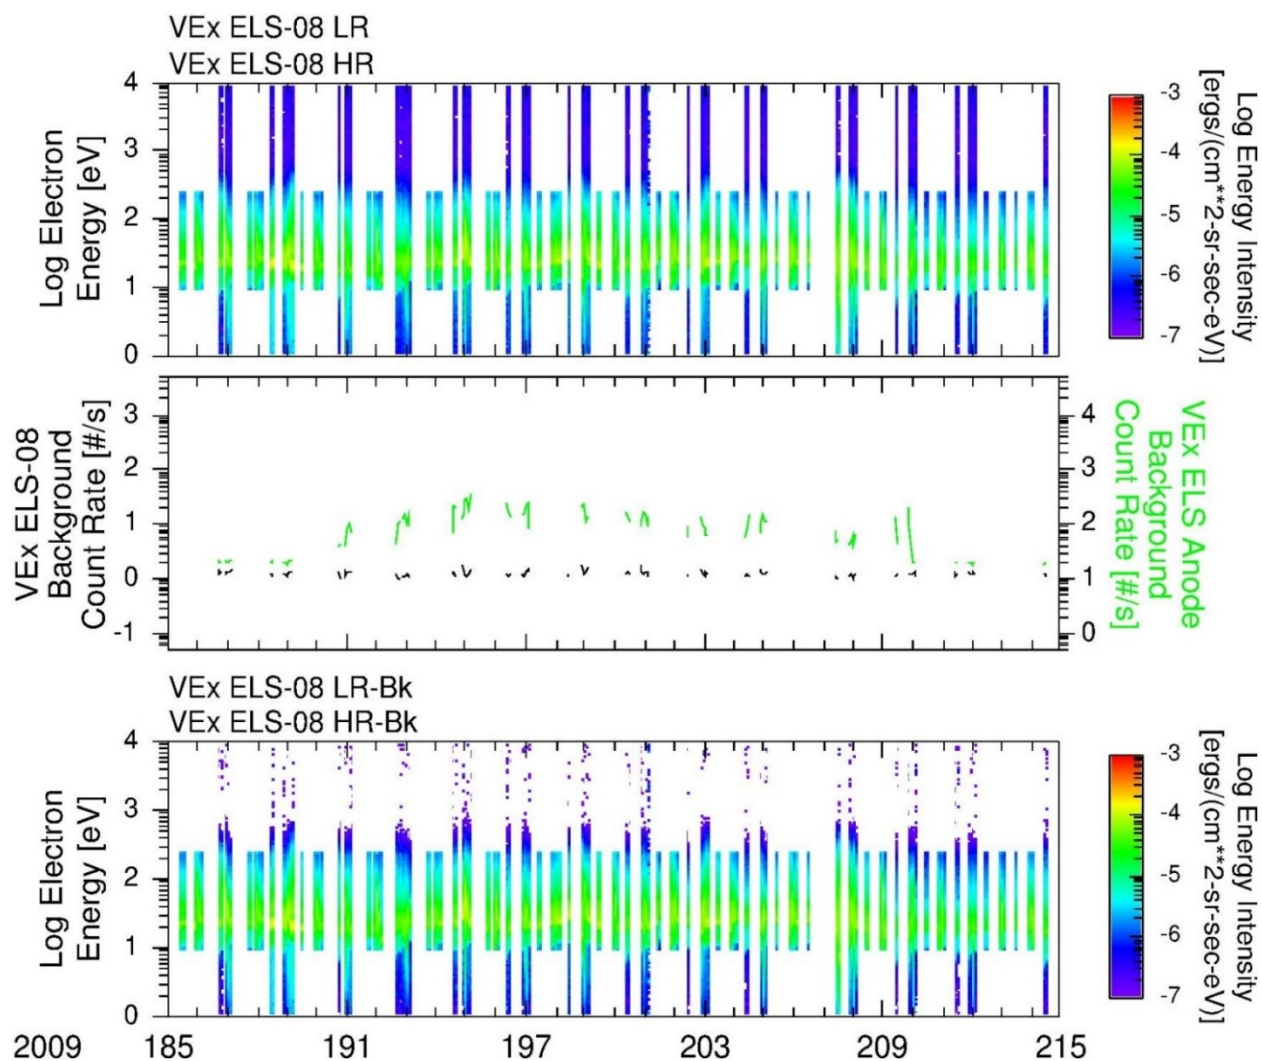 VEx ELS-08 LR
VEx ELS-08 HR
4
3
2
1
0
Log Electron
Energy [eV]
-3
-4
-5
-6
-7
Log Energy Intensity
[ergs/(cm**2-sr-sec-eV)]
VEx ELS-08
Background
Count Rate [#/s]
3
2
1
0
-1
4
3
2
1
0
VEx ELS Anode
Background
Count Rate [#/s]
VEx ELS-08 LR-Bk
VEx ELS-08 HR-Bk
4
3
2
1
0
Log Electron
Energy [eV]
-3
-4
-5
-6
-7
Log Energy Intensity
[ergs/(cm**2-sr-sec-eV)]
2009 185 191 197 203 209 215